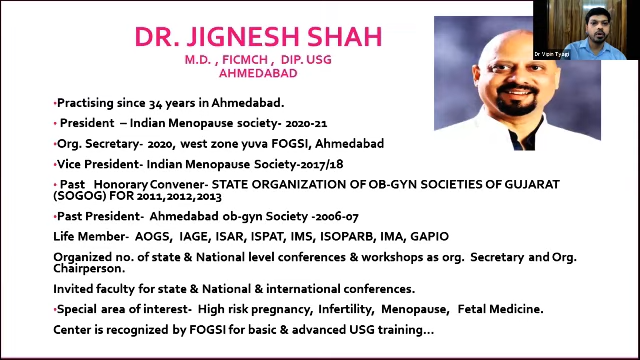 DR. JIGNESH SHAH
M.D. , FICMCH , DIP. USG
AHMEDABAD
•Practising since 34 years in Ahmedabad.
• President – Indian Menopause society- 2020-21
•Org. Secretary- 2020, west zone yuva FOGSI, Ahmedabad
•Vice President- Indian Menopause Society-2017/18
• Past Honorary Convener- STATE ORGANIZATION OF OB-GYN SOCIETIES OF GUJARAT
(SOGOG) FOR 2011,2012,2013
•Past President- Ahmedabad ob-gyn Society -2006-07
Life Member- AOGS, IAGE, ISAR, ISPAT, IMS, ISOPARB, IMA, GAPIO
Organized no. of state & National level conferences & workshops as org. Secretary and Org.
Chairperson.
Invited faculty for state & National & international conferences.
•Special area of interest- High risk pregnancy, Infertility, Menopause, Fetal Medicine.
Center is recognized by FOGSI for basic & advanced USG training...
Dr Vipin Tyagi